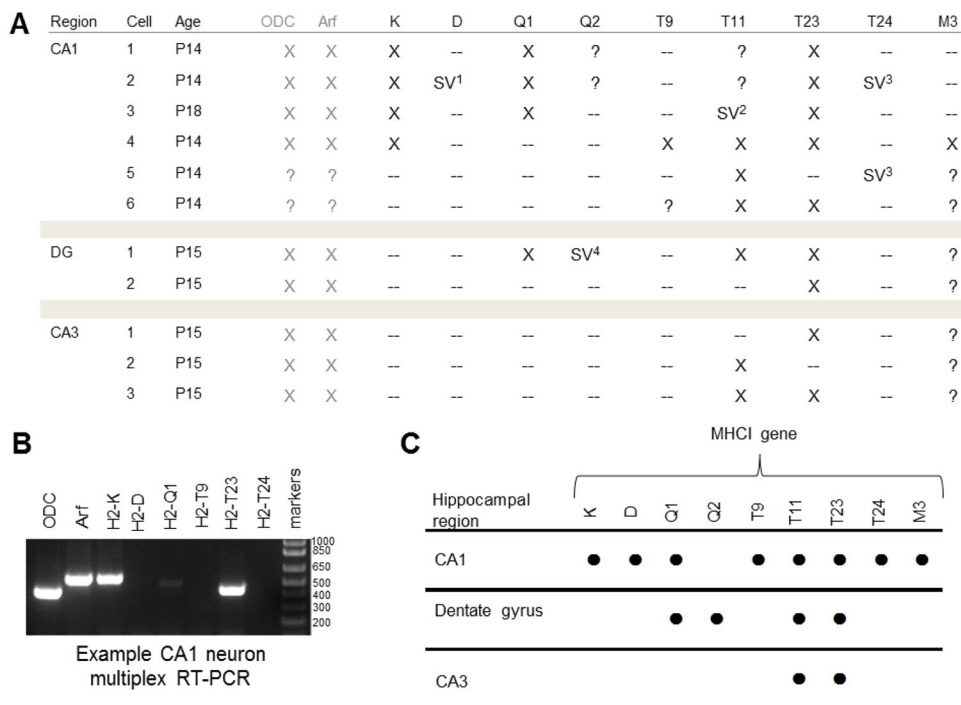 A
Region Cell Age ODC Arf K D Q1 Q2 T9 T11 T23 T24 M3
CA1 1 P14 X X X -- X ? -- ? X -- --
2 P14 X X X SV1 X ? -- ? X SV3 --
3 P18 X X X -- X -- -- SV2 X -- --
4 P14 X X X -- -- -- X X X -- X
5 P14 ? ? -- -- -- -- -- X -- SV3 ?
6 P14 ? ? -- -- -- -- ? X X -- ?
DG 1 P15 X X -- -- X SV4 -- X X -- ?
2 P15 X X -- -- -- -- -- -- X -- ?
CA3 1 P15 X X -- -- -- -- -- -- X -- ?
2 P15 X X -- -- -- -- -- X -- -- ?
3 P15 X X -- -- -- -- -- X X -- ?
B
ODC Arf H2-K H2-D H2-Q1 H2-T9 H2-T23 H2-T24 markers
1000
850
650
500
400
300
200
Example CA1 neuron
multiplex RT-PCR
C
MHCI gene
Hippocampal
region
K D Q1 Q2 T9 T11 T23 T24 M3
CA1
Dentate gyrus
CA3